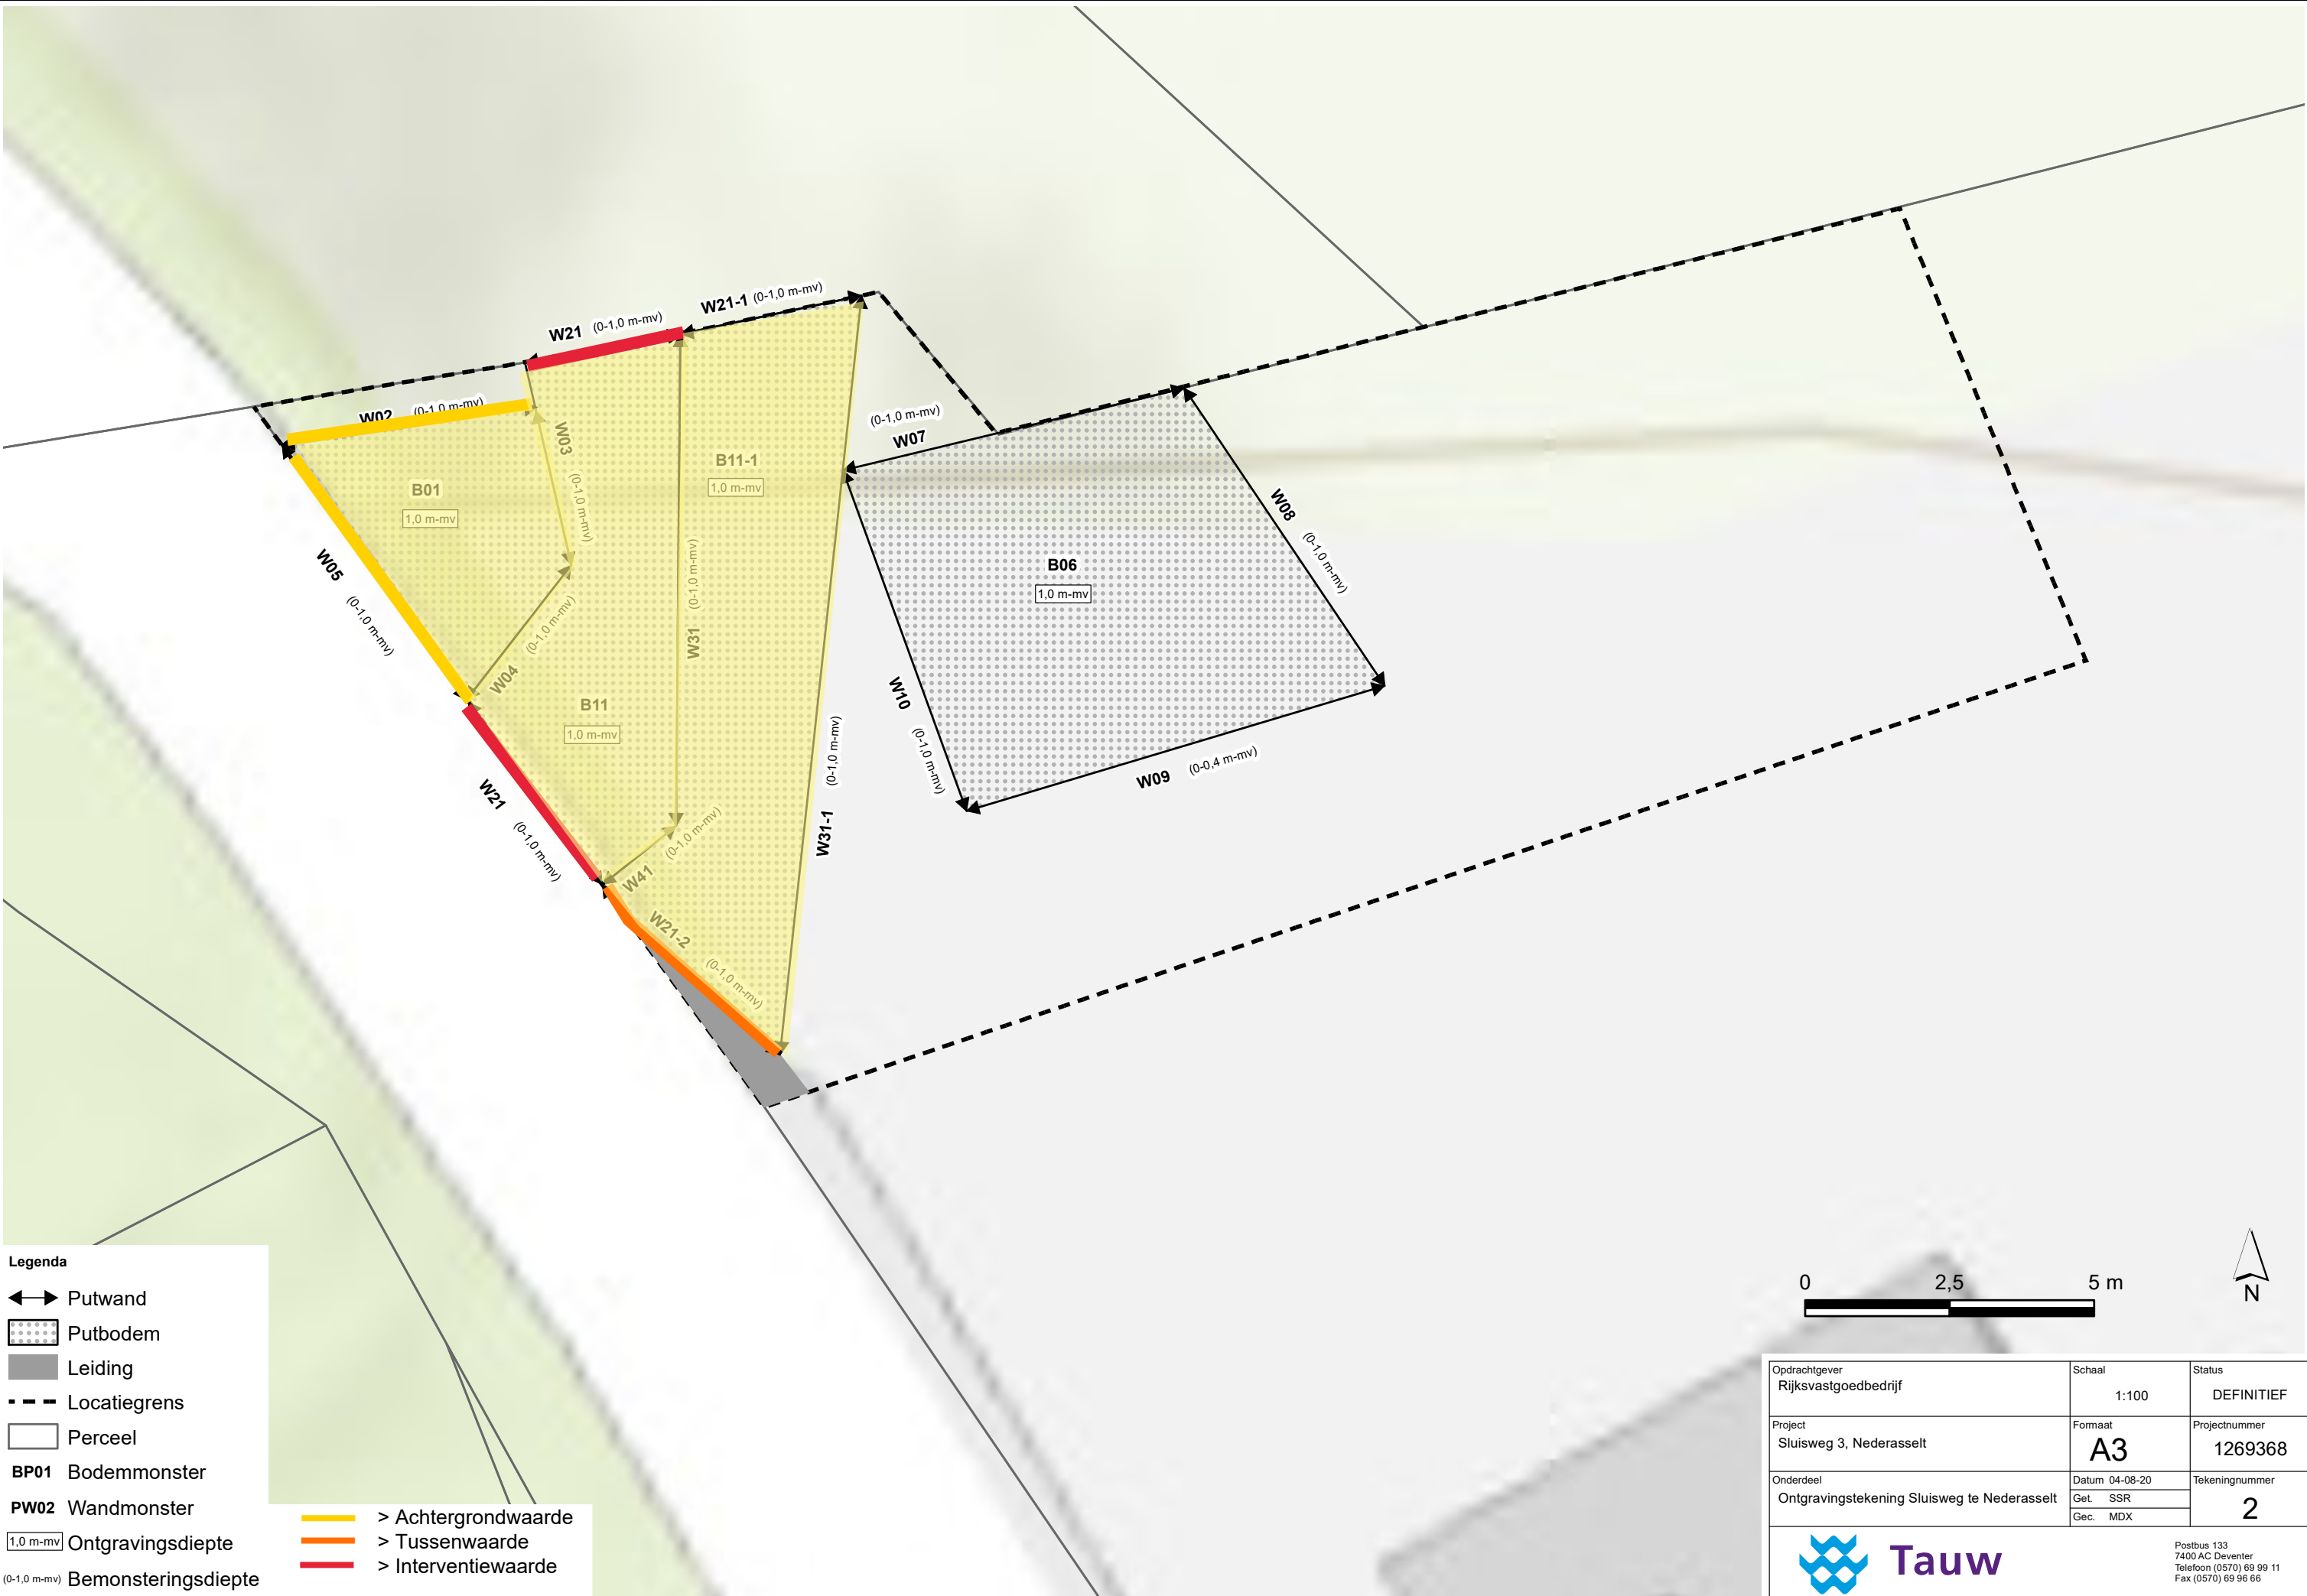 W21-1 (0-1,0 m-mv)
W21 (0-1,0 m-mv)
W02 (0-1,0 m-mv)
W03 (0-1,0 m-mv)
(0-1,0 m-mv)
W07
B11-1
1,0 m-mv
B01
1,0 m-mv
W08 (0-1,0 m-mv)
W05 (0-1,0 m-mv)
B06
1,0 m-mv
W31 (0-1,0 m-mv)
W04 (0-1,0 m-mv)
B11
1,0 m-mv
W10 (0-1,0 m-mv)
W09 (0-0,4 m-mv)
W31-1 (0-1,0 m-mv)
W21 (0-1,0 m-mv)
W41 (0-1,0 m-mv)
W21-2 (0-1,0 m-mv)
Legenda
Putwand
Putbodem
Leiding
Locatiegrens
Perceel
BP01 Bodemmonster
PW02 Wandmonster
1,0 m-mv Ontgravingsdiepte
(0-1,0 m-mv) Bemonsteringsdiepte
> Achtergrondwaarde
> Tussenwaarde
> Interventiewaarde
0 2,5 5 m
N
Opdrachtgever
Rijksvastgoedbedrijf
Schaal
1:100
Status
DEFINITIEF
Project
Sluisweg 3, Nederasselt
Formaat
A3
Projectnummer
1269368
Onderdeel
Ontgravingstekening Sluisweg te Nederasselt
Datum 04-08-20
Get. SSR
Gec. MDX
Tekeningnummer
2
Tauw
Postbus 133
7400 AC Deventer
Telefoon (0570) 69 99 11
Fax (0570) 69 96 66